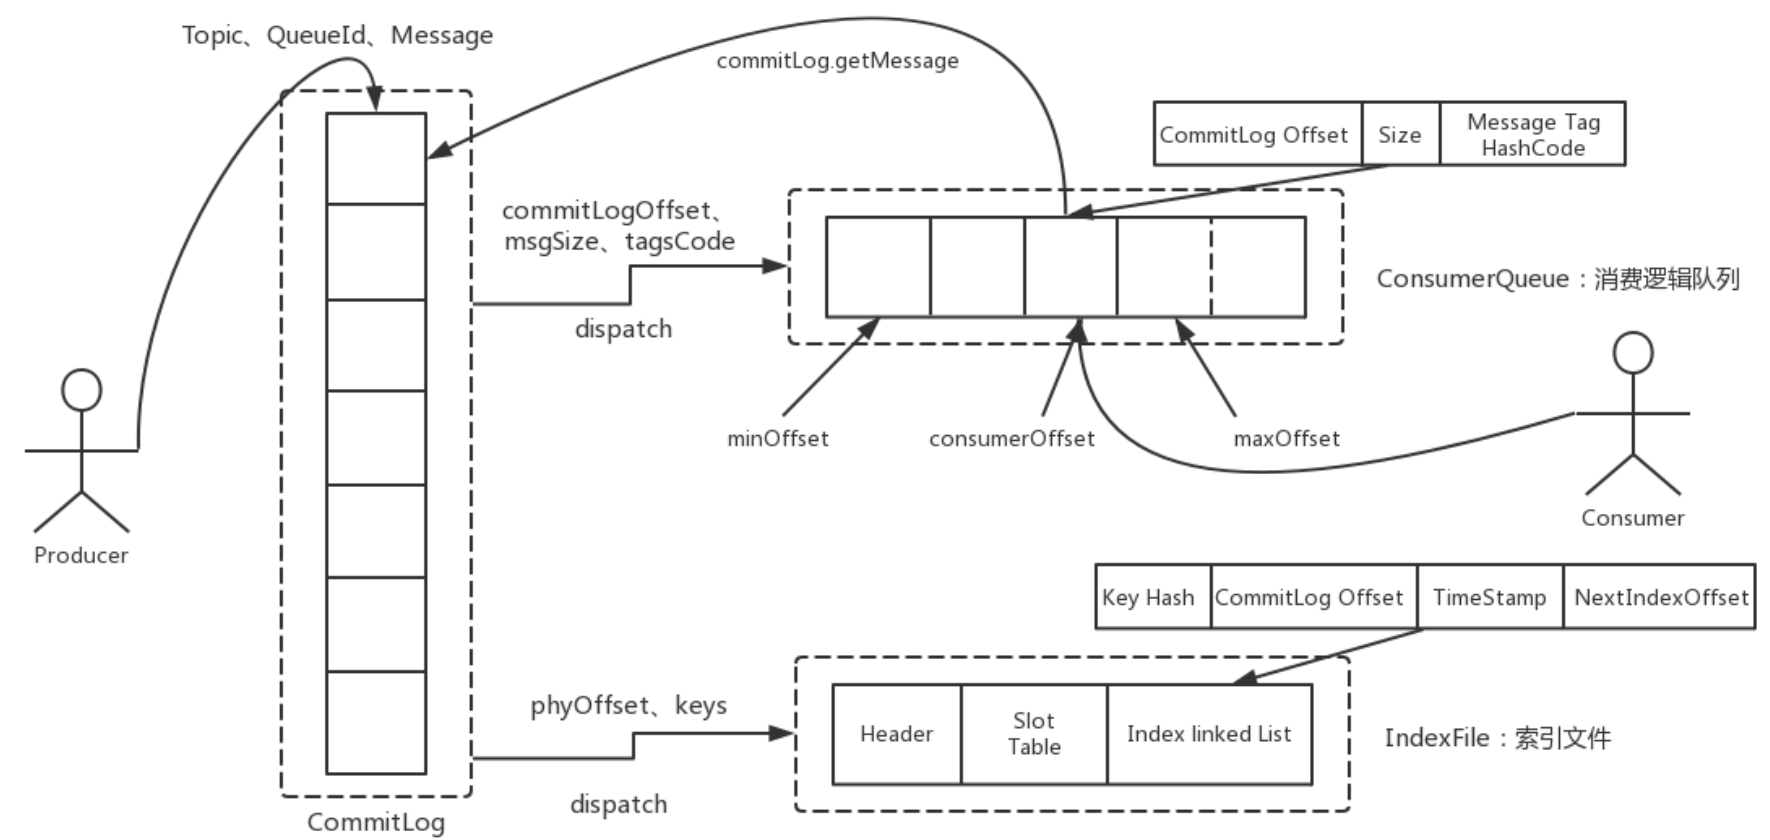 Topic、QueueId、Message
commitLog.getMessage
CommitLog Offset
Size
Message Tag
HashCode
commitLogOffset、
msgSize、tagsCode
dispatch
ConsumerQueue：消费逻辑队列
minOffset
consumerOffset
maxOffset
Producer
Consumer
Key Hash
CommitLog Offset
TimeStamp
NextIndexOffset
phyOffset、keys
dispatch
Header
Slot
Table
Index linked List
IndexFile：索引文件
CommitLog